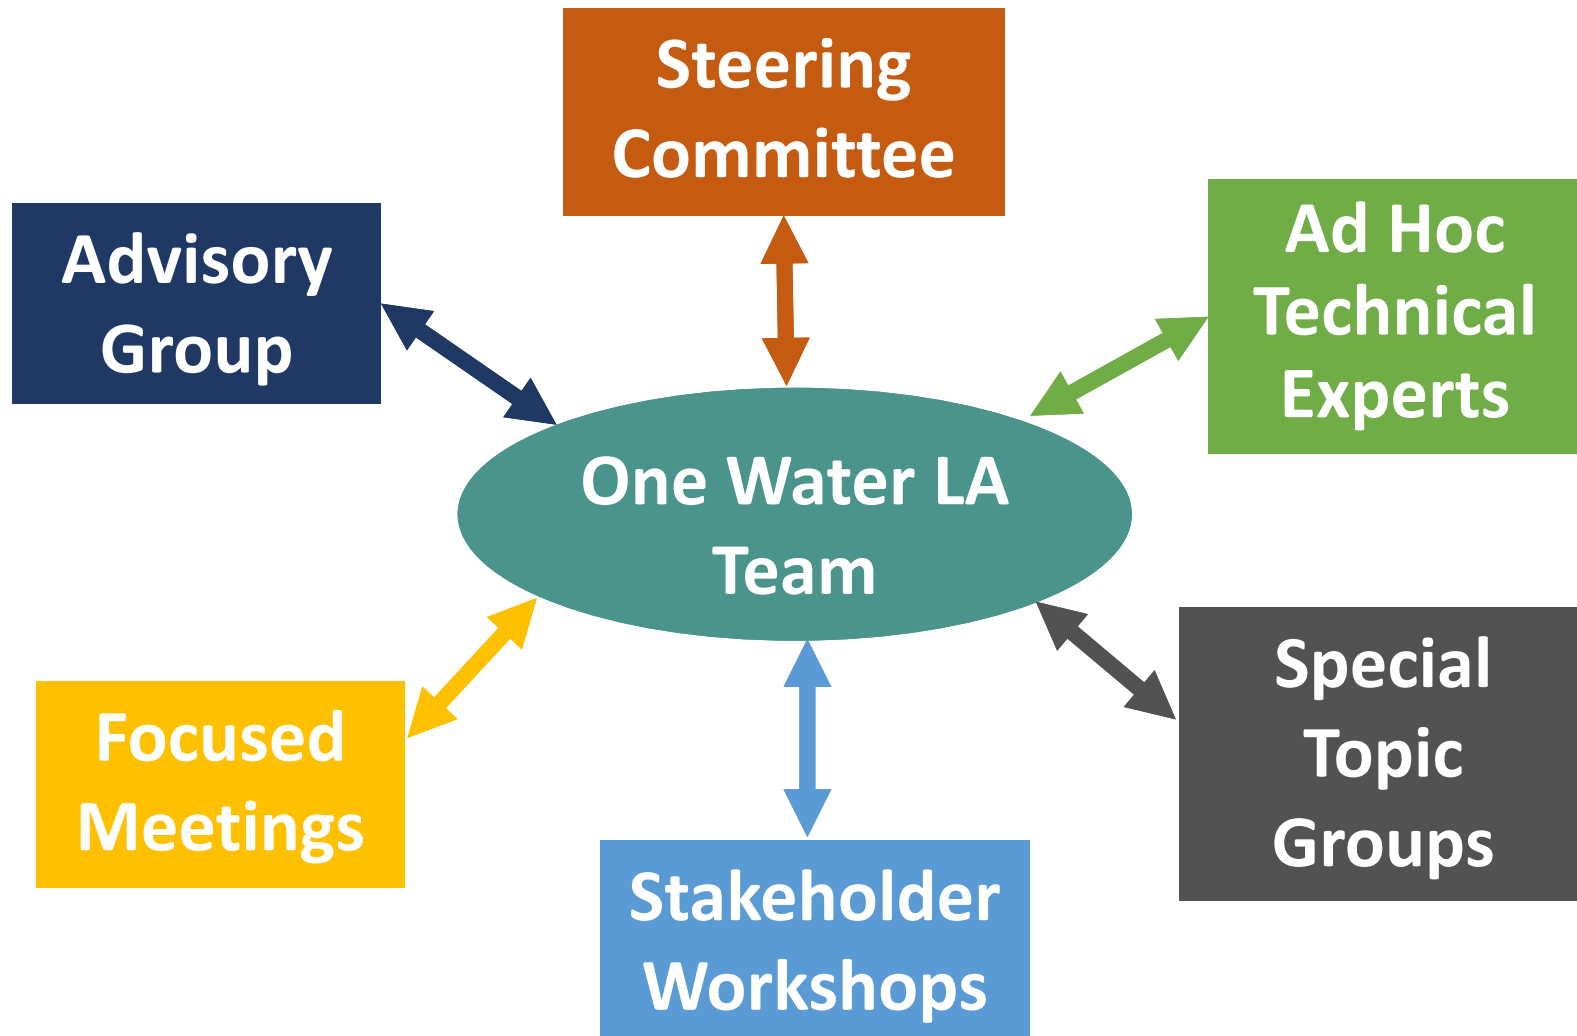 Steering
Committee
Advisory
Group
Ad Hoc
Technical
Experts
One Water LA
Team
Focused
Meetings
Special
Topic
Groups
Stakeholder
Workshops